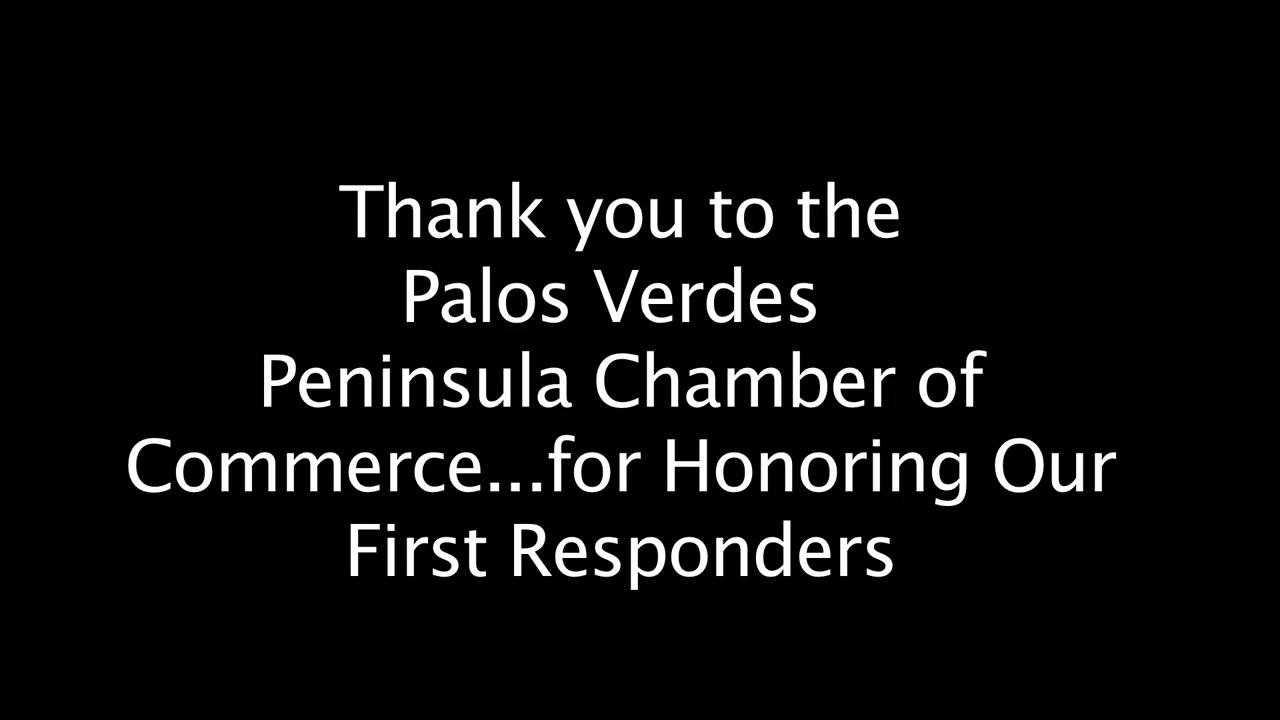 Thank you to the
Palos Verdes
Peninsula Chamber of
Commerce...for Honoring Our
First Responders